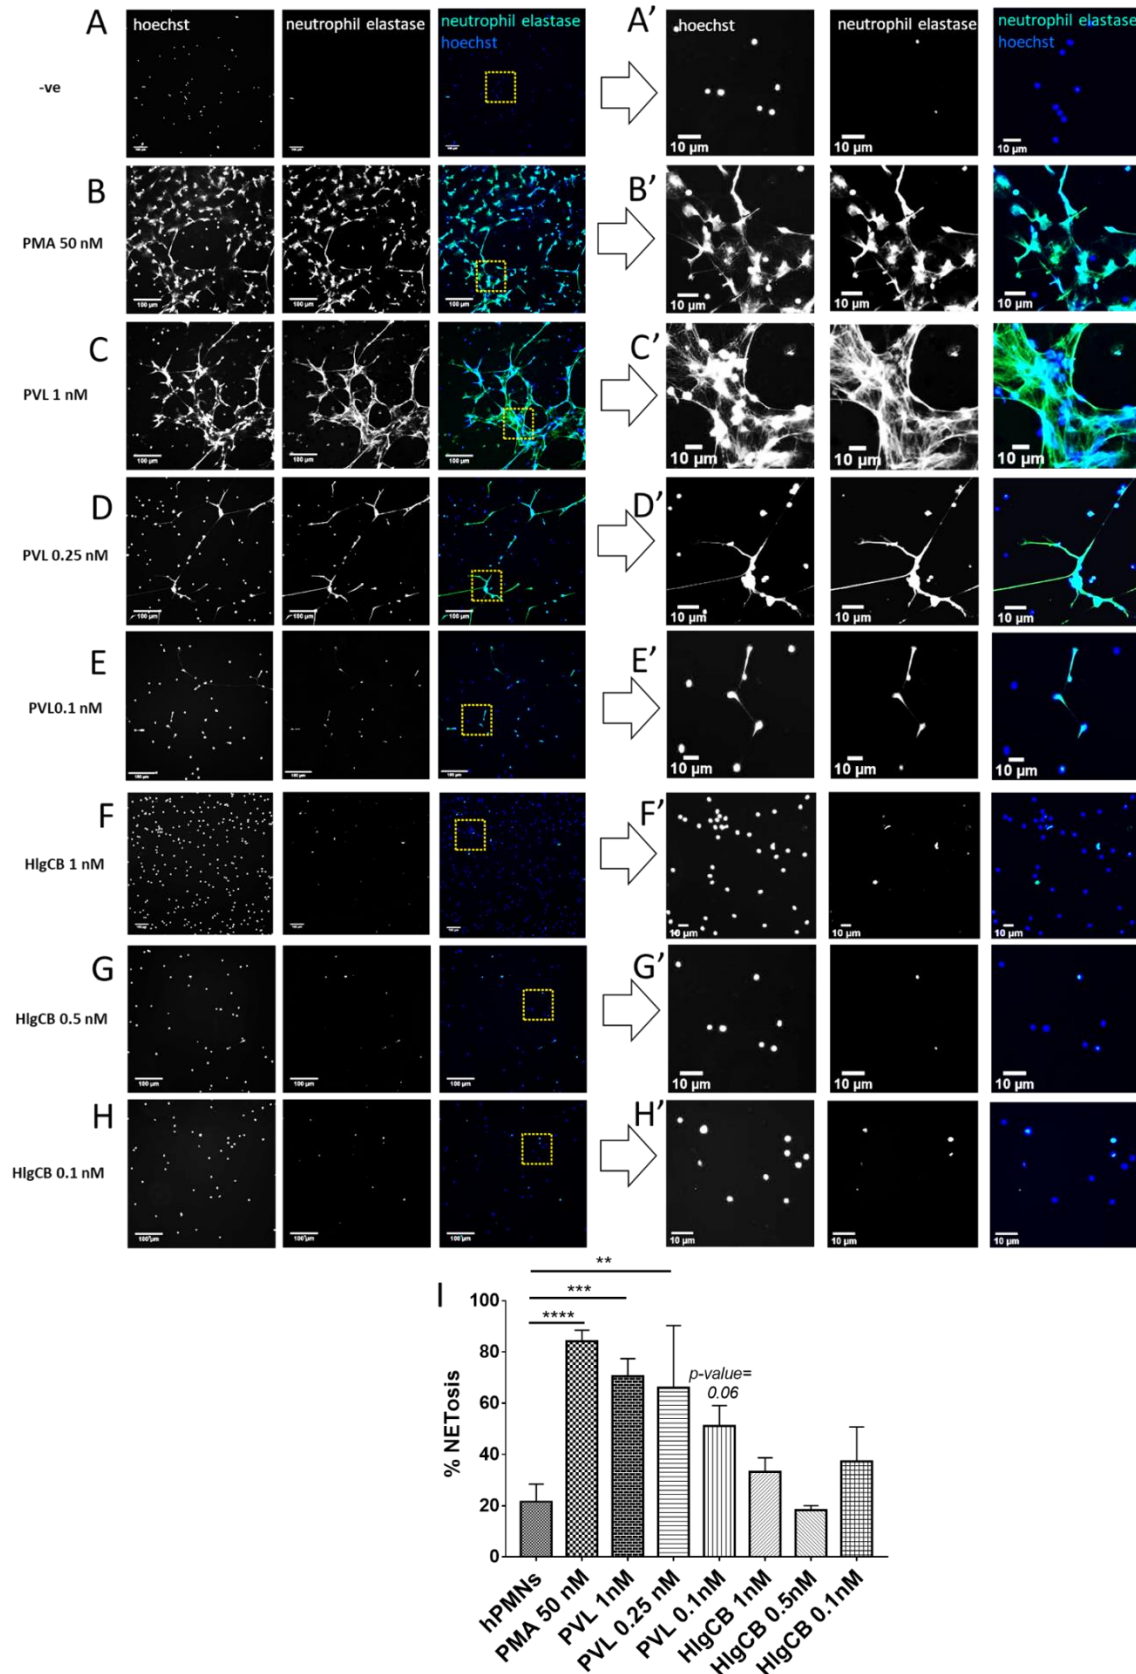 A
hoechst
neutrophil elastase
neutrophil elastase
hoechst
A'
hoechst
neutrophil elastase
neutrophil elastase
hoechst
-ve
10 µm
10 µm
10 µm
B
B'
PMA 50 nM
100 µm
100 µm
100 µm
10 µm
10 µm
10 µm
C
C'
PVL 1 nM
100 µm
100 µm
100 µm
10 µm
10 µm
10 µm
D
D'
PVL 0.25 nM
100 µm
100 µm
100 µm
10 µm
10 µm
10 µm
E
E'
PVL0.1 nM
100 µm
100 µm
100 µm
10 µm
10 µm
10 µm
F
F'
HlgCB 1 nM
10 µm
10 µm
10 µm
G
G'
HlgCB 0.5 nM
100 µm
100 µm
100 µm
10 µm
10 µm
10 µm
H
H'
HlgCB 0.1 nM
100 µm
100 µm
100 µm
10 µm
10 µm
10 µm
I
**
***
****
p-value=
0.06
% NETosis
100
80
60
40
20
0
hPMNs
PMA 50 nM
PVL 1nM
PVL 0.25 nM
PVL 0.1nM
HlgCB 1nM
HlgCB 0.5nM
HlgCB 0.1nM